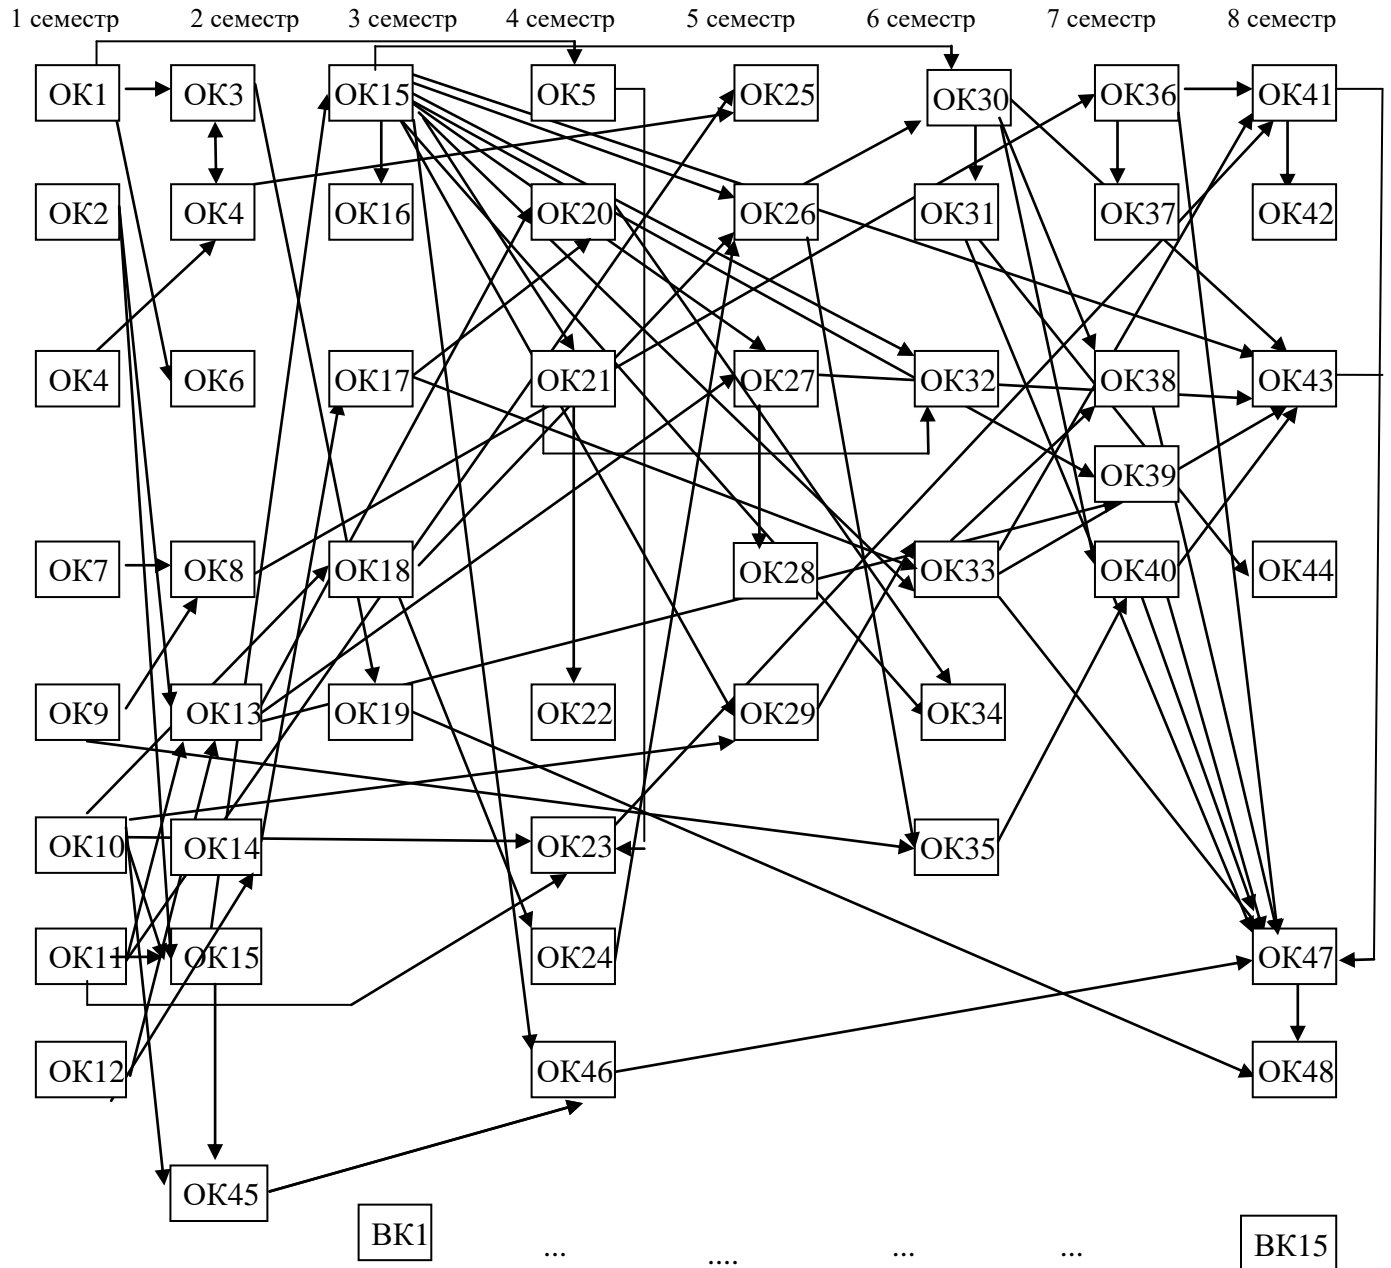 1 семестр 2 семестр 3 семестр 4 семестр 5 семестр 6 семестр 7 семестр 8 семестр
ОК1 ОК3 ОК15 ОК5 ОК25 ОК30 ОК36 ОК41
ОК2 ОК4 ОК16 ОК20 ОК26 ОК31 ОК37 ОК42
ОК4 ОК6 ОК17 ОК21 ОК27 ОК32 ОК38 ОК43
ОК39
ОК7 ОК8 ОК18 ОК28 ОК33 ОК40 ОК44
ОК9 ОК13 ОК19 ОК22 ОК29 ОК34
ОК10 ОК14 ОК23 ОК35
ОК11 ОК15 ОК24 ОК47
ОК12 ОК46 ОК48
ОК45
ВК1 ... .... ... ... ВК15